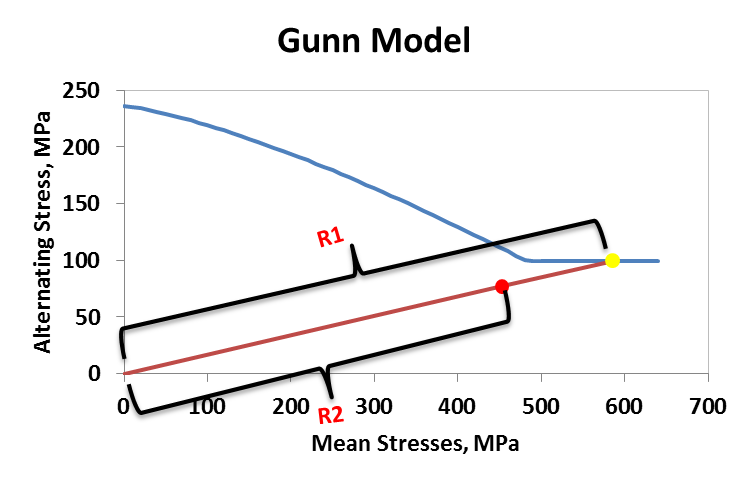 Gunn Model
Alternating Stress, MPa
250
200
150
100
50
0
R1
R2
0 100 200 300 400 500 600 700
Mean Stresses, MPa